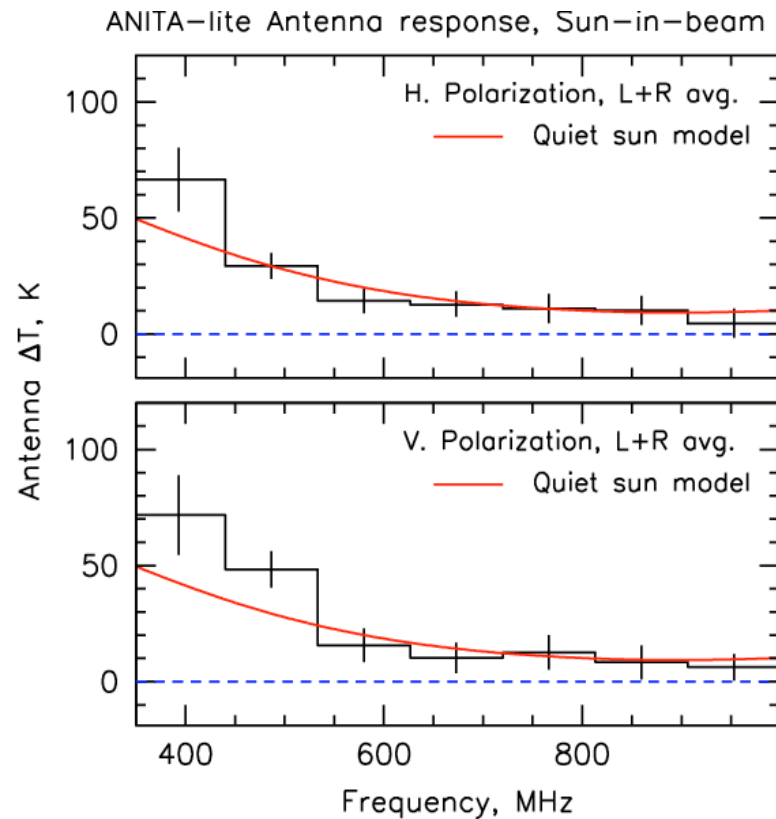 ANITA-lite Antenna response, Sun-in-beam
H. Polarization, L+R avg.
Quiet sun model
100
50
0
V. Polarization, L+R avg.
Quiet sun model
100
50
0
Antenna ΔT, K
400 600 800
Frequency, MHz